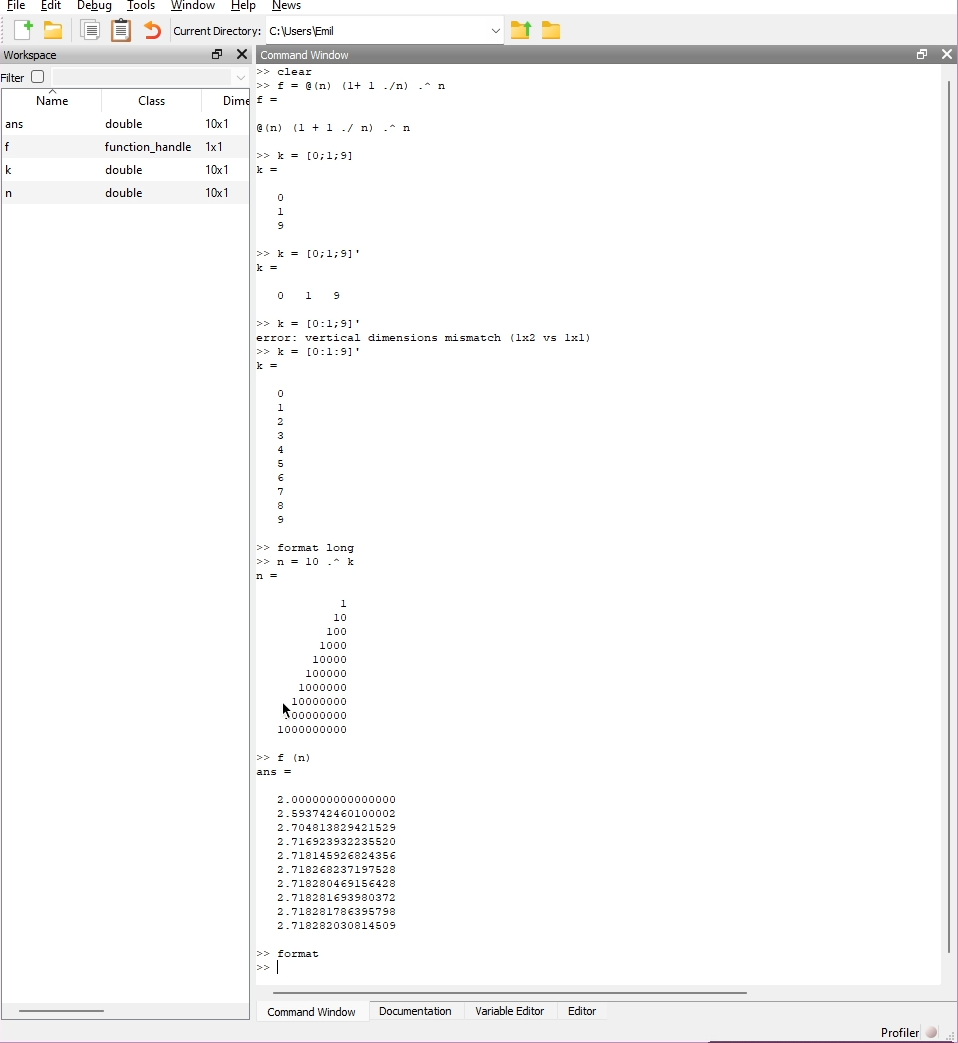 File Edit Debug Tools Window Help News
Current Directory: C:\Users\Emil
Workspace
Filter
Name Class Dime
ans double 10x1
f function_handle 1x1
k double 10x1
n double 10x1
Command Window
>> clear
>> f = @(n) (1+ 1 ./n) .^ n
f =
@(n) (1 + 1 ./ n) .^ n
>> k = [0;1;9]
k =
0
1
9
>> k = [0;1;9]'
k =
0 1 9
>> k = [0:1;9]'
error: vertical dimensions mismatch (1x2 vs 1x1)
>> k = [0:1:9]'
k =
0
1
2
3
4
5
6
7
8
9
>> format long
>> n = 10 .^ k
n =
1
10
100
1000
10000
100000
1000000
10000000
100000000
1000000000
>> f (n)
ans =
2.000000000000000
2.593742460100002
2.704813829421529
2.716923932235520
2.718145926824356
2.718268237197528
2.718280469156428
2.718281693980372
2.718281786395798
2.718282030814509
>> format
>>
Command Window Documentation Variable Editor Editor
Profiler